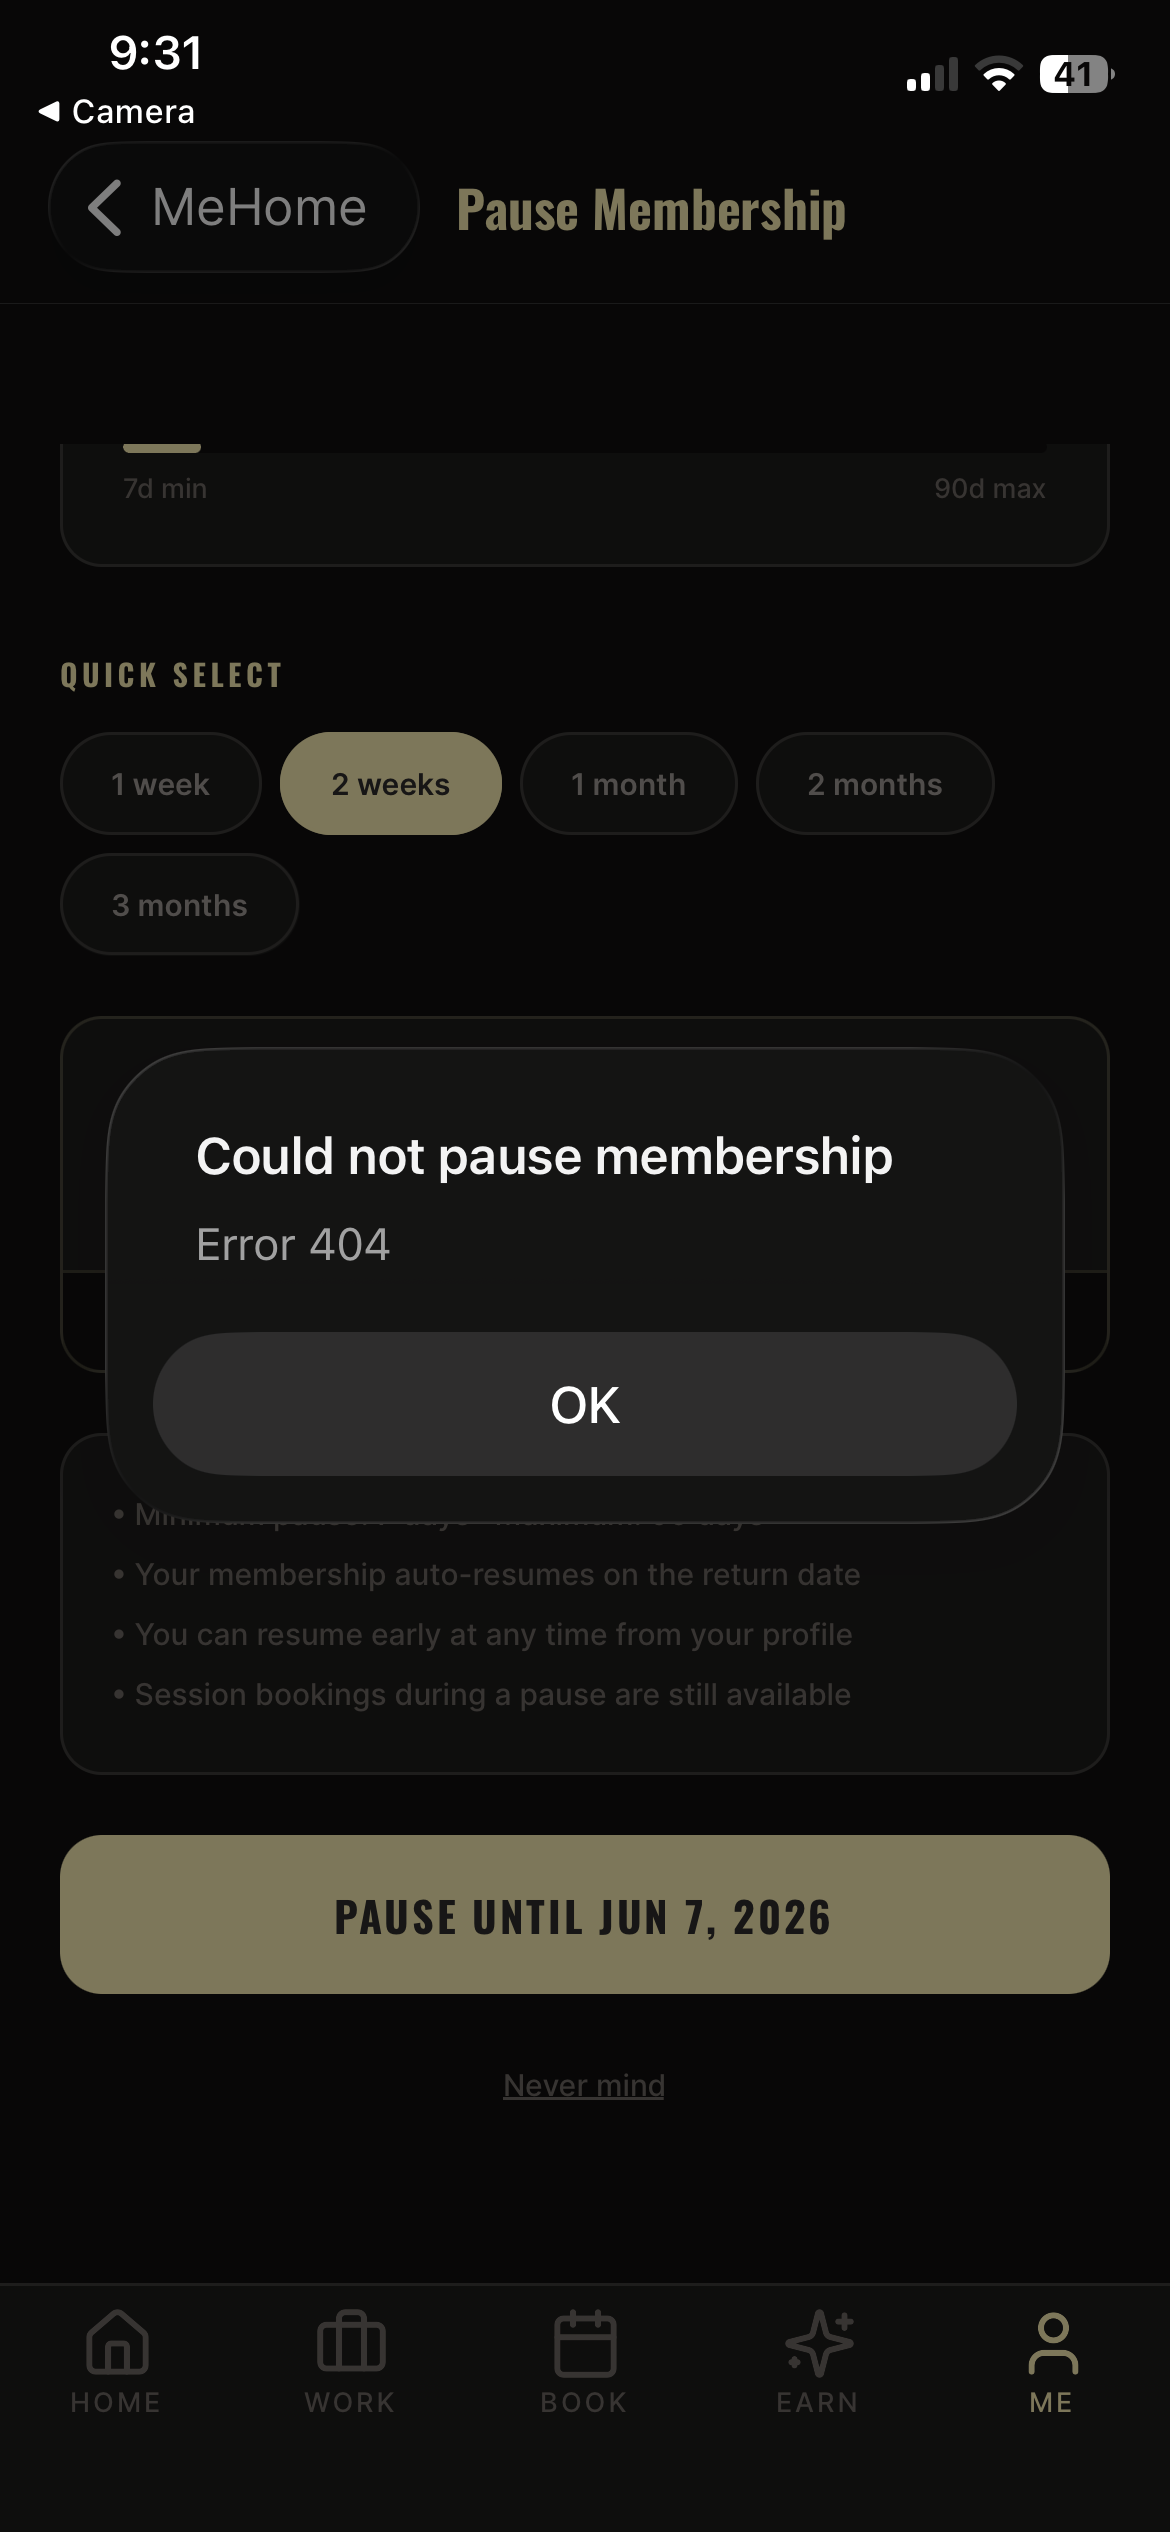 9:31
41
Camera
MeHome
Pause Membership
7d min
90d max
QUICK SELECT
1 week
2 weeks
1 month
2 months
3 months
Could not pause membership
Error 404
OK
• Your membership auto-resumes on the return date
• You can resume early at any time from your profile
• Session bookings during a pause are still available
PAUSE UNTIL JUN 7, 2026
Never mind
HOME
WORK
BOOK
EARN
ME